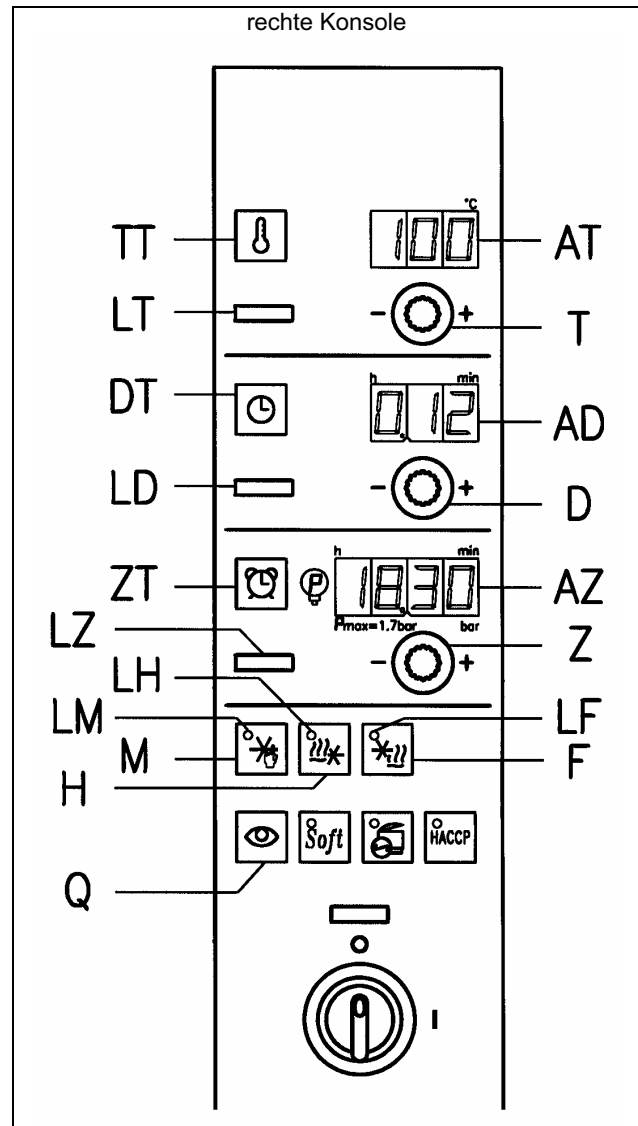 rechte Konsole
°C
TT 100 AT
LT - + T
h min
DT 0.12 AD
LD - + D
h min
ZT P 18.30 AZ
Pmax=1.7bar bar
LZ - + Z
LH
LM LF
M F
H
Soft HACCP
Q
I